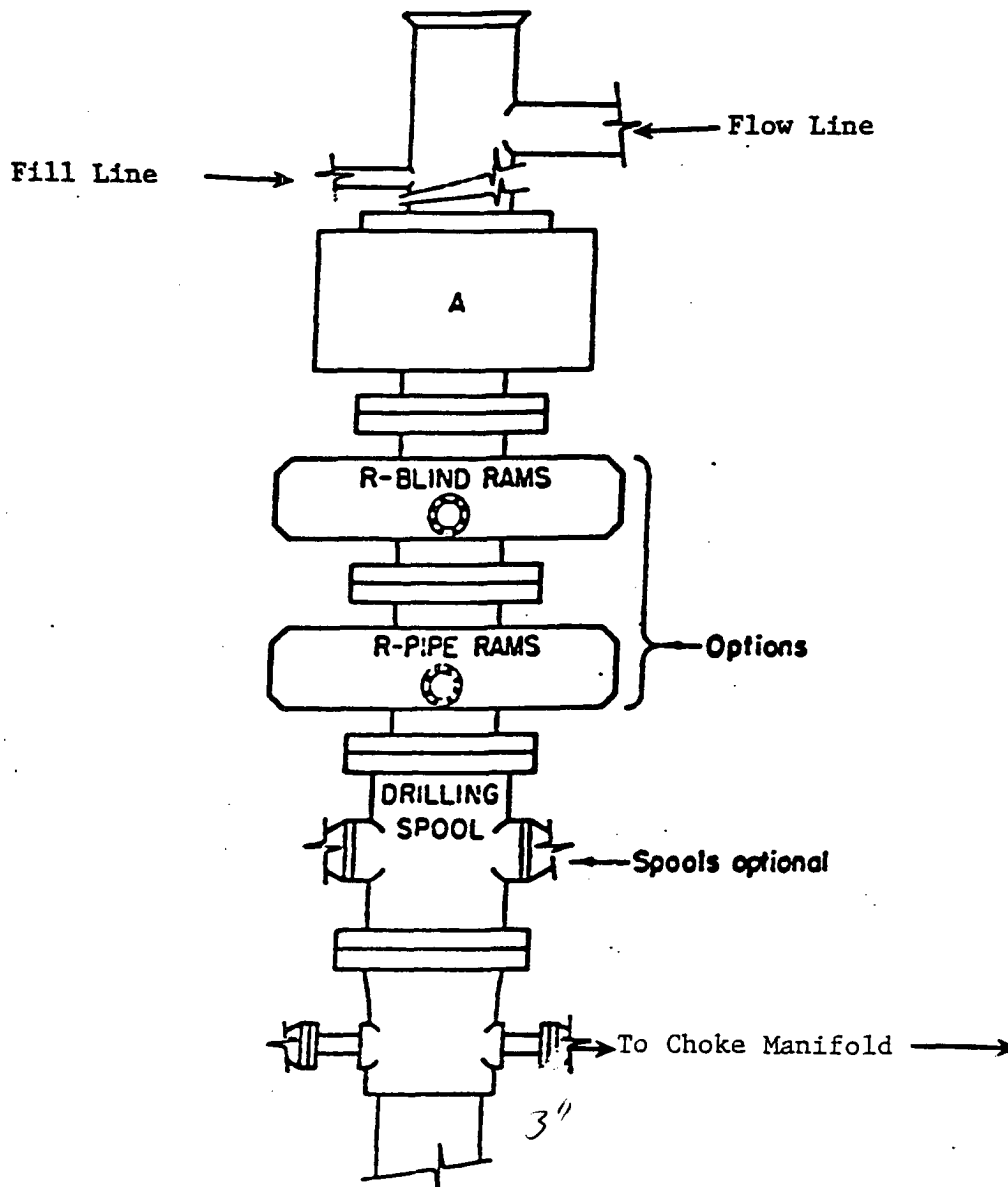 Flow Line
Fill Line
A
R-BLIND RAMS
R-PIPE RAMS
Options
DRILLING
SPOOL
Spools optional
To Choke Manifold
3"